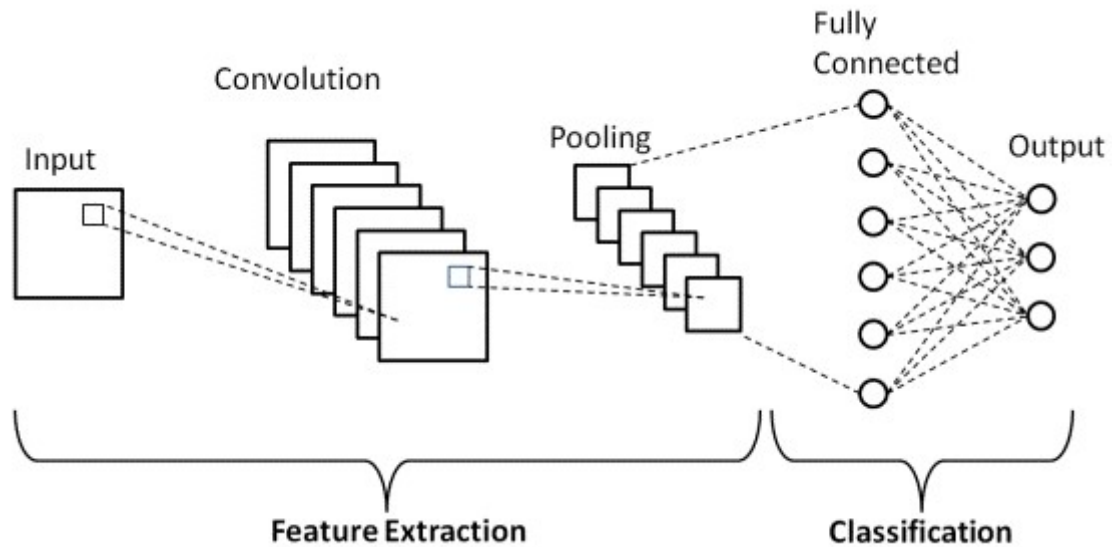 Input
Convolution
Pooling
Fully
Connected
Output
Feature Extraction
Classification